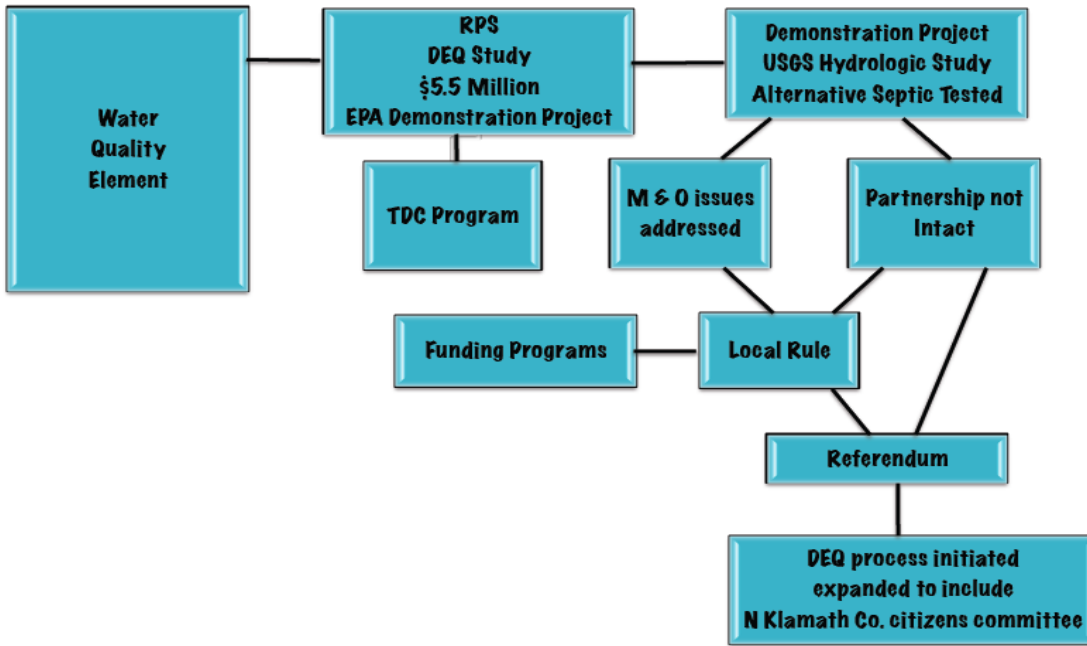 Water
Quality
Element
RPS
DEQ Study
$5.5 Million
EPA Demonstration Project
Demonstration Project
USGS Hydrologic Study
Alternative Septic Tested
TDC Program
M & O issues
addressed
Partnership not
Intact
Funding Programs
Local Rule
Referendum
DEQ process initiated
expanded to include
N Klamath Co. citizens committee